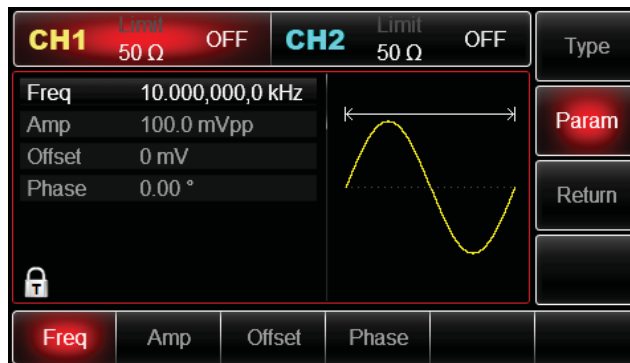 CH1 Limit 50 Ω OFF CH2 Limit 50 Ω OFF Type
Freq 10.000,000,0 kHz
Amp 100.0 mVpp
Param
Offset 0 mV
Phase 0.00 °
Return
T
Freq Amp Offset Phase